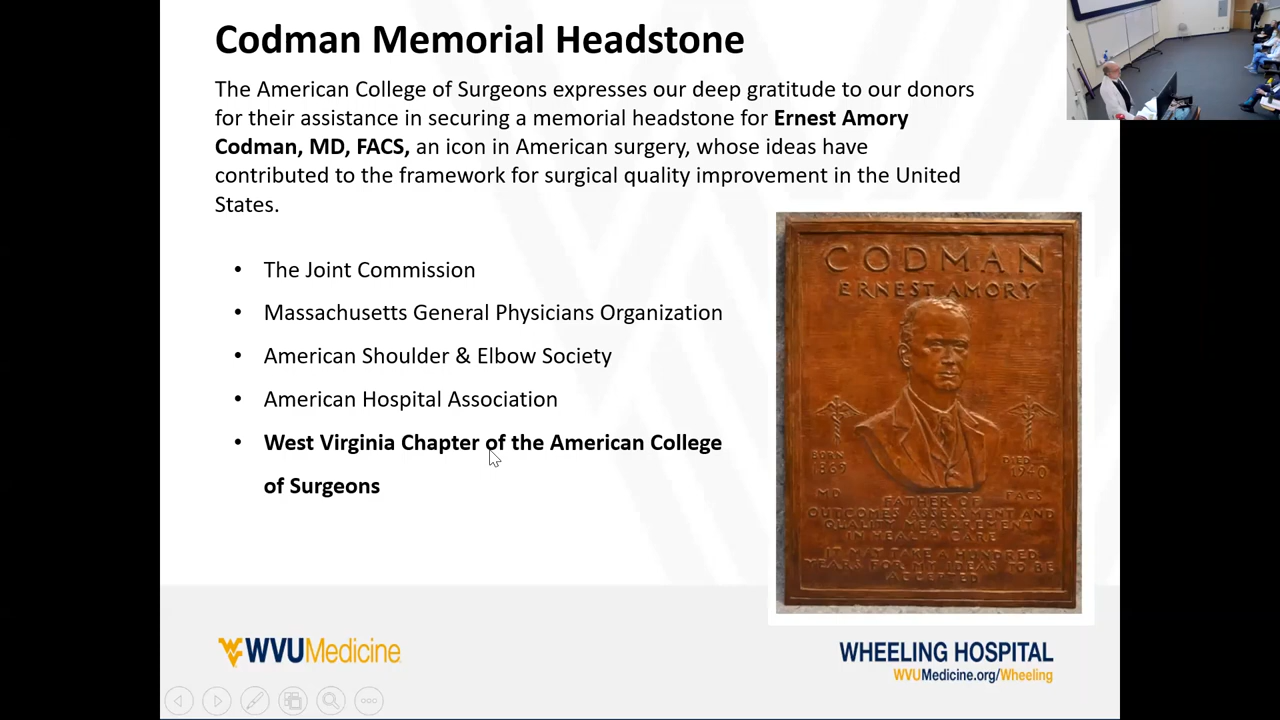 Codman Memorial Headstone
The American College of Surgeons expresses our deep gratitude to our donors
for their assistance in securing a memorial headstone for Ernest Amory
Codman, MD, FACS, an icon in American surgery, whose ideas have
contributed to the framework for surgical quality improvement in the United
States.
• The Joint Commission
• Massachusetts General Physicians Organization
• American Shoulder & Elbow Society
• American Hospital Association
• West Virginia Chapter of the American College
of Surgeons
CODMAN
ERNEST AMORY
BORN
1869
DIED
1940
MD
FACS
FATHER OF
OUTCOMES ASSESSMENT AND
QUALITY MEASUREMENT
IN HEALTH CARE
IT MAY TAKE A HUNDRED
YEARS FOR MY IDEAS TO BE
ACCEPTED
WVUMedicine
WHEELING HOSPITAL
WVUMedicine.org/Wheeling